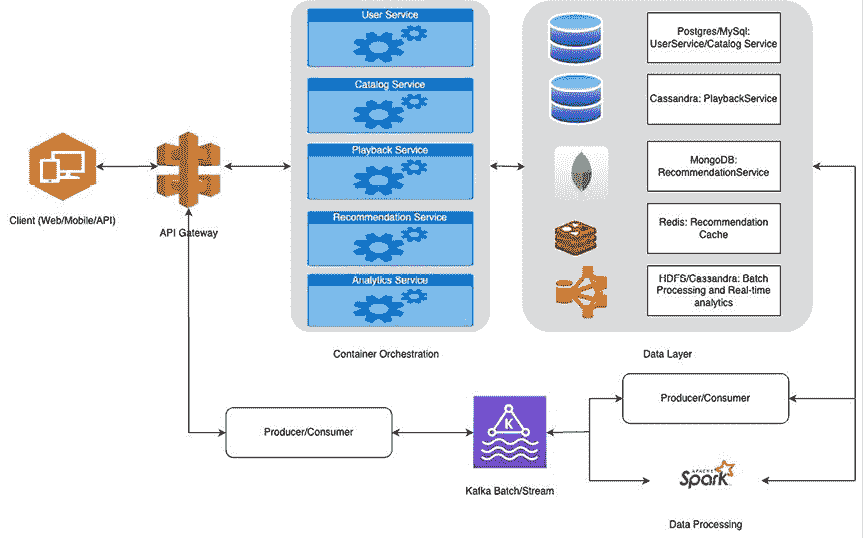 User Service
Catalog Service
Playback Service
Recommendation Service
Analytics Service
Postgres/MySql:
UserService/Catalog Service
Cassandra: PlaybackService
MongoDB:
RecommendationService
Redis: Recommendation
Cache
HDFS/Cassandra: Batch
Processing and Real-time
analytics
Client (Web/Mobile/API)
API Gateway
Container Orchestration
Data Layer
Producer/Consumer
K
Kafka Batch/Stream
Producer/Consumer
APACHE
Spark
Data Processing